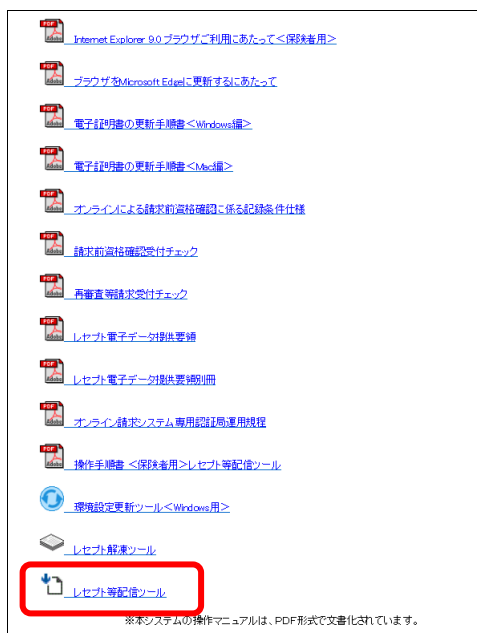 Internet Explorer 9.0 ブラウザご利用にあたって＜保険者用＞
ブラウザをMicrosoft Edgeに更新するにあたって
電子証明書の更新手順書＜Windows編＞
電子証明書の更新手順書＜Mac編＞
オンラインによる請求前資格確認に係る記録条件仕様
請求前資格確認受付チェック
再審査等請求受付チェック
レセプト電子データ提供要領
レセプト電子データ提供要領別冊
オンライン請求システム専用認証局運用規程
操作手順書 ＜保険者用＞レセプト等配信ツール
環境設定更新ツール＜Windows用＞
レセプト解凍ツール
レセプト等配信ツール
※本システムの操作マニュアルは、PDF形式で文書化されています。